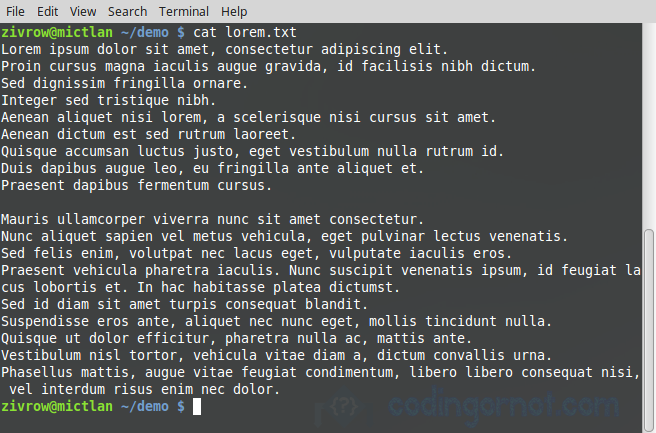 File Edit View Search Terminal Help
zivrow@mictlan ~/demo $ cat lorem.txt
Lorem ipsum dolor sit amet, consectetur adipiscing elit.
Proin cursus magna iaculis augue gravida, id facilisis nibh dictum.
Sed dignissim fringilla ornare.
Integer sed tristique nibh.
Aenean aliquet nisi lorem, a scelerisque nisi cursus sit amet.
Aenean dictum est sed rutrum laoreet.
Quisque accumsan luctus justo, eget vestibulum nulla rutrum id.
Duis dapibus augue leo, eu fringilla ante aliquet et.
Praesent dapibus fermentum cursus.

Mauris ullamcorper viverra nunc sit amet consectetur.
Nunc aliquet sapien vel metus vehicula, eget pulvinar lectus venenatis.
Sed felis enim, volutpat nec lacus eget, vulputate iaculis eros.
Praesent vehicula pharetra iaculis. Nunc suscipit venenatis ipsum, id feugiat la
cus lobortis et. In hac habitasse platea dictumst.
Sed id diam sit amet turpis consequat blandit.
Suspendisse eros ante, aliquet nec nunc eget, mollis tincidunt nulla.
Quisque ut dolor efficitur, pharetra nulla ac, mattis ante.
Vestibulum nisl tortor, vehicula vitae diam a, dictum convallis urna.
Phasellus mattis, augue vitae feugiat condimentum, libero libero consequat nisi,
 vel interdum risus enim nec dolor.
zivrow@mictlan ~/demo $